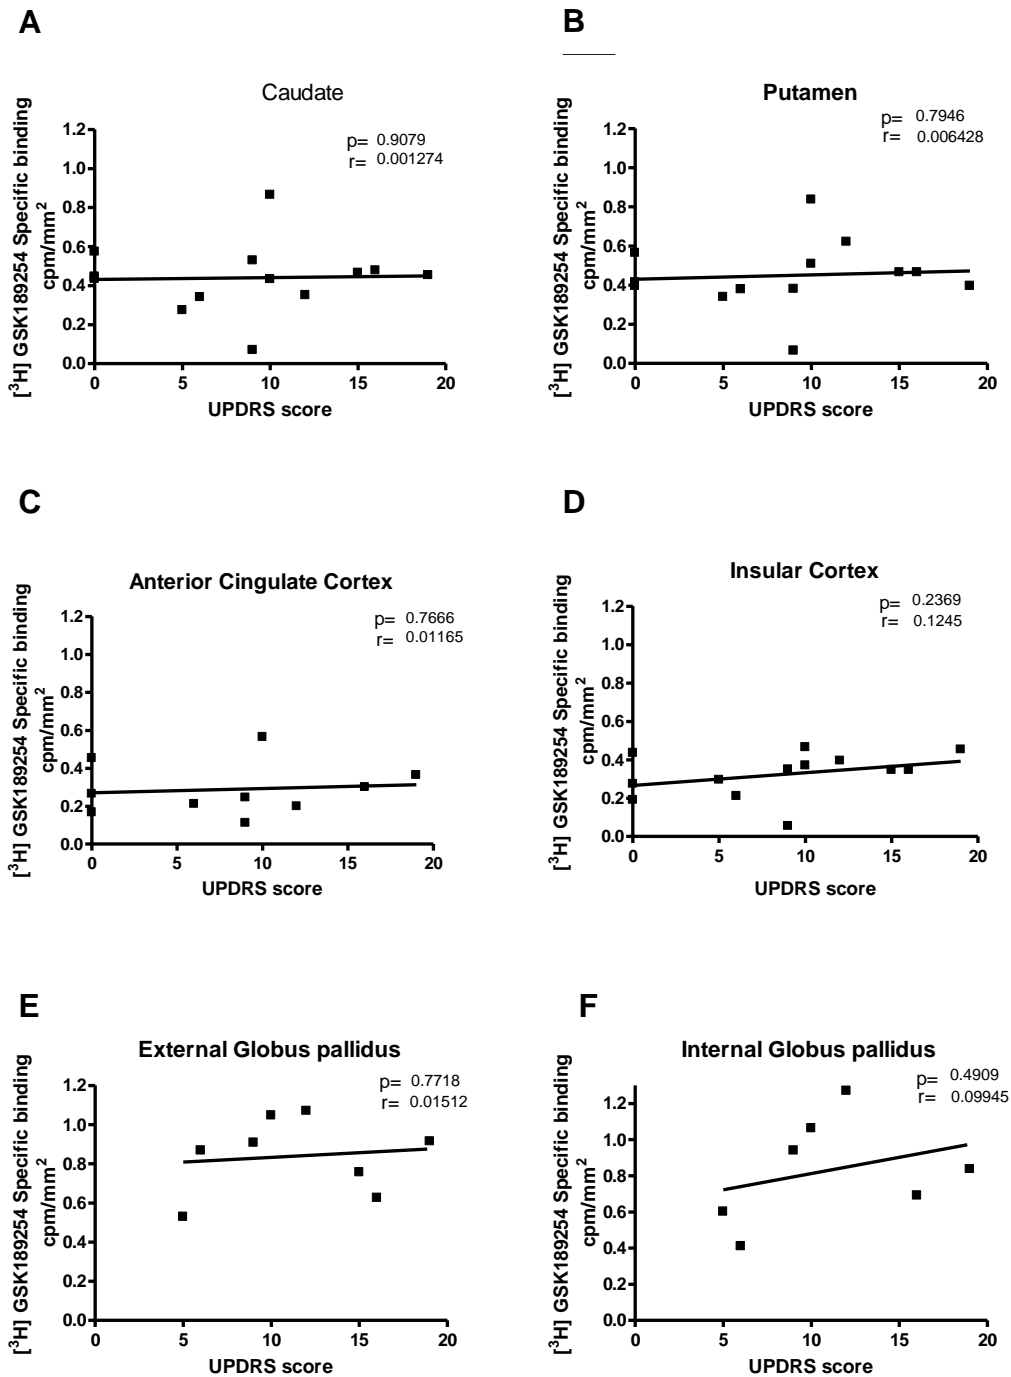 A
Caudate
p= 0.9079
r= 0.001274
[³H] GSK189254 Specific binding
cpm/mm²
1.2
1.0
0.8
0.6
0.4
0.2
0.0
0 5 10 15 20
UPDRS score
B
Putamen
p= 0.7946
r= 0.006428
[³H] GSK189254 Specific binding
cpm/mm²
1.2
1.0
0.8
0.6
0.4
0.2
0.0
0 5 10 15 20
UPDRS score
C
Anterior Cingulate Cortex
p= 0.7666
r= 0.01165
[³H] GSK189254 Specific binding
cpm/mm²
1.2
1.0
0.8
0.6
0.4
0.2
0.0
0 5 10 15 20
UPDRS score
D
Insular Cortex
p= 0.2369
r= 0.1245
[³H] GSK189254 Specific binding
cpm/mm²
1.2
1.0
0.8
0.6
0.4
0.2
0.0
0 5 10 15 20
UPDRS score
E
External Globus pallidus
p= 0.7718
r= 0.01512
[³H] GSK189254 Specific binding
cpm/mm²
1.2
1.0
0.8
0.6
0.4
0.2
0.0
0 5 10 15 20
UPDRS score
F
Internal Globus pallidus
p= 0.4909
r= 0.09945
[³H] GSK189254 Specific binding
cpm/mm²
1.2
1.0
0.8
0.6
0.4
0.2
0.0
0 5 10 15 20
UPDRS score